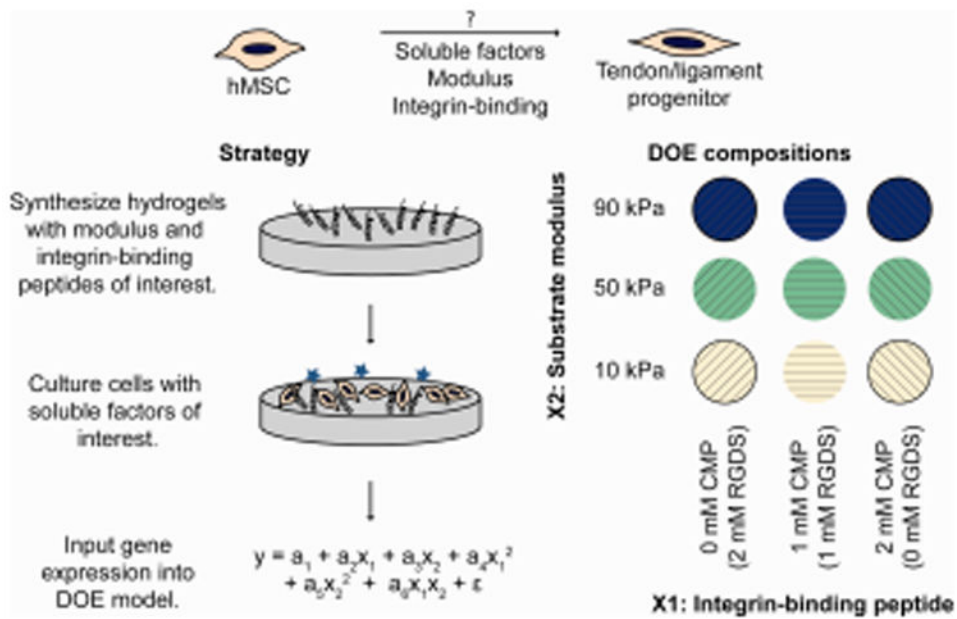 ?
hMSC
Soluble factors
Modulus
Integrin-binding
Tendon/ligament
progenitor
Strategy
Synthesize hydrogels
with modulus and
integrin-binding
peptides of interest.
Culture cells with
soluble factors of
interest.
Input gene
expression into
DOE model.
y = a₁ + a₂x₁ + a₃x₂ + a₄x₁²
+ a₅x₂² + a₆x₁x₂ + ε
DOE compositions
X2: Substrate modulus
90 kPa
50 kPa
10 kPa
0 mM CMP
(2 mM RGDS)
1 mM CMP
(1 mM RGDS)
2 mM CMP
(0 mM RGDS)
X1: Integrin-binding peptide